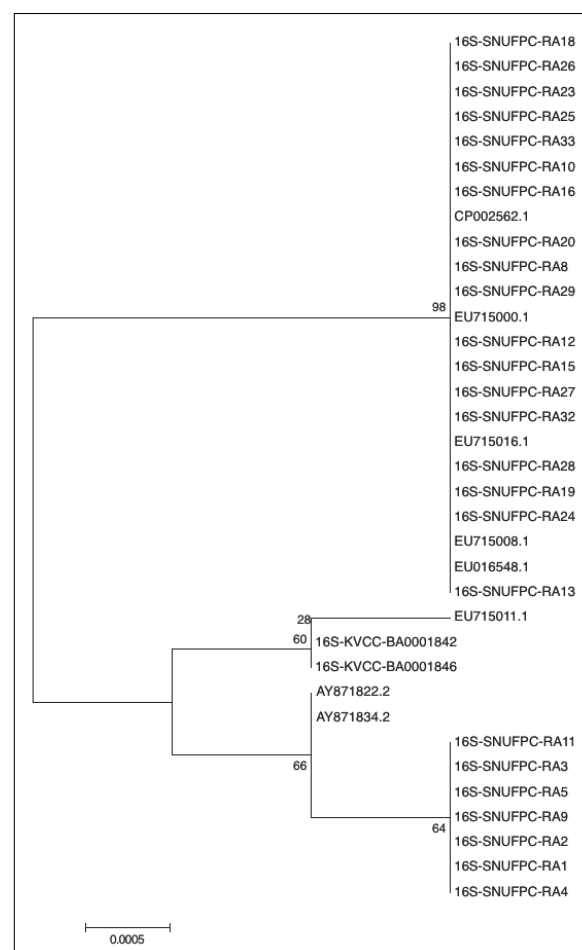 16S-SNUFPC-RA18
16S-SNUFPC-RA26
16S-SNUFPC-RA23
16S-SNUFPC-RA25
16S-SNUFPC-RA33
16S-SNUFPC-RA10
16S-SNUFPC-RA16
CP002562.1
16S-SNUFPC-RA20
16S-SNUFPC-RA8
16S-SNUFPC-RA29
98
EU715000.1
16S-SNUFPC-RA12
16S-SNUFPC-RA15
16S-SNUFPC-RA27
16S-SNUFPC-RA32
EU715016.1
16S-SNUFPC-RA28
16S-SNUFPC-RA19
16S-SNUFPC-RA24
EU715008.1
EU016548.1
16S-SNUFPC-RA13
28
EU715011.1
60
16S-KVCC-BA0001842
16S-KVCC-BA0001846
AY871822.2
AY871834.2
66
16S-SNUFPC-RA11
16S-SNUFPC-RA3
16S-SNUFPC-RA5
16S-SNUFPC-RA9
64
16S-SNUFPC-RA2
16S-SNUFPC-RA1
16S-SNUFPC-RA4
0.0005